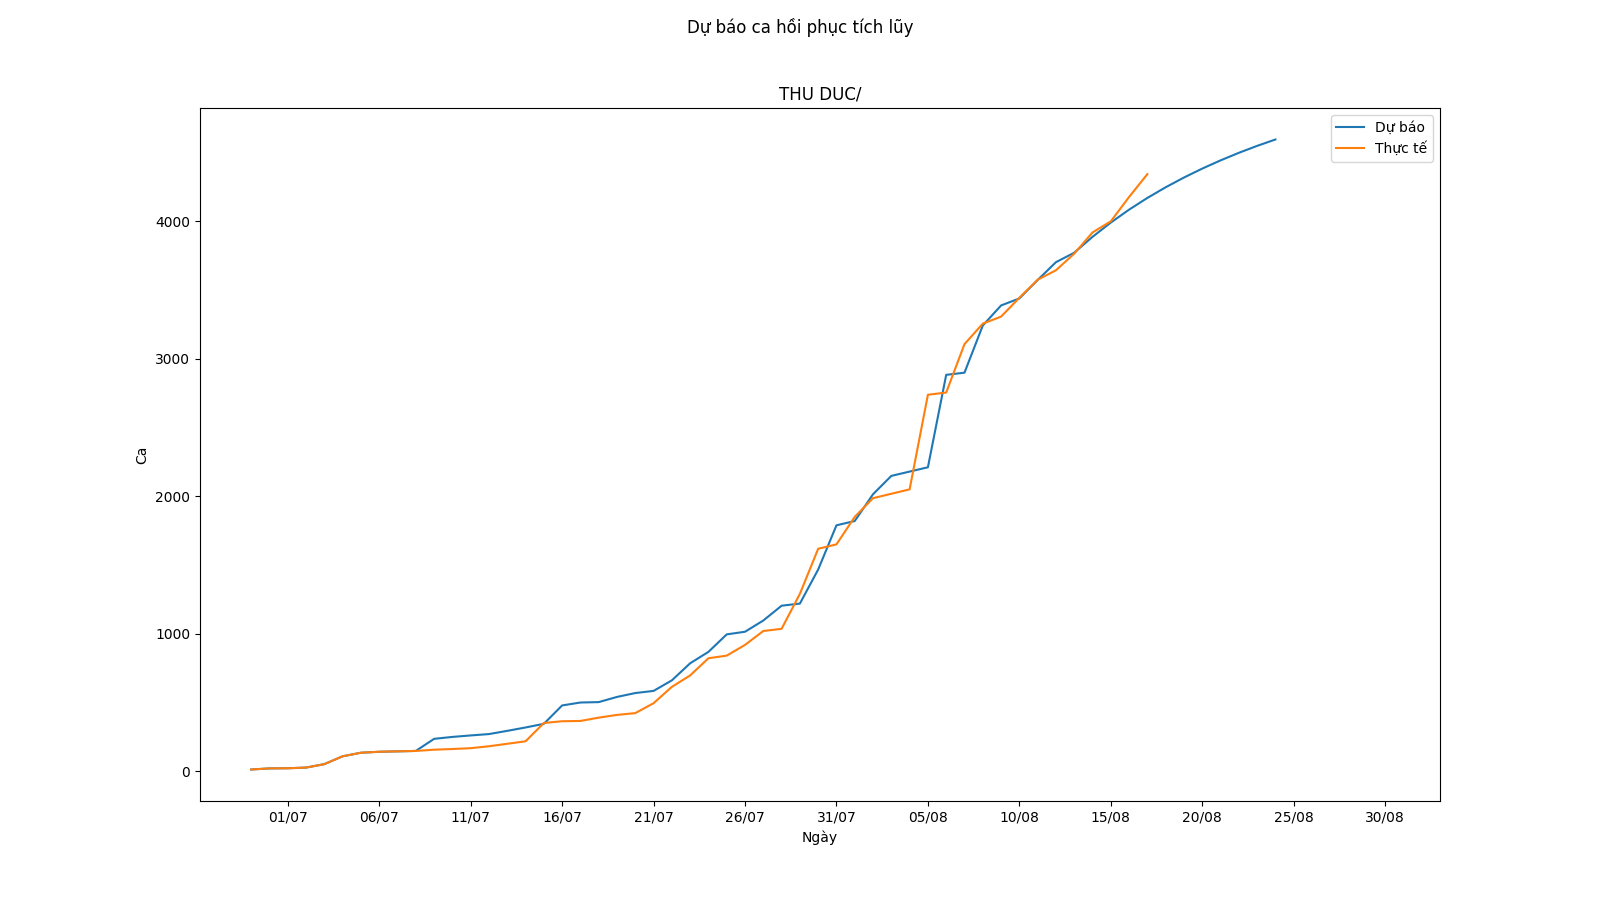 Dự báo ca hồi phục tích lũy
THU DUC/
Dự báo
Thực tế
4000
3000
2000
1000
0
Ca
01/07 06/07 11/07 16/07 21/07 26/07 31/07 05/08 10/08 15/08 20/08 25/08 30/08
Ngày